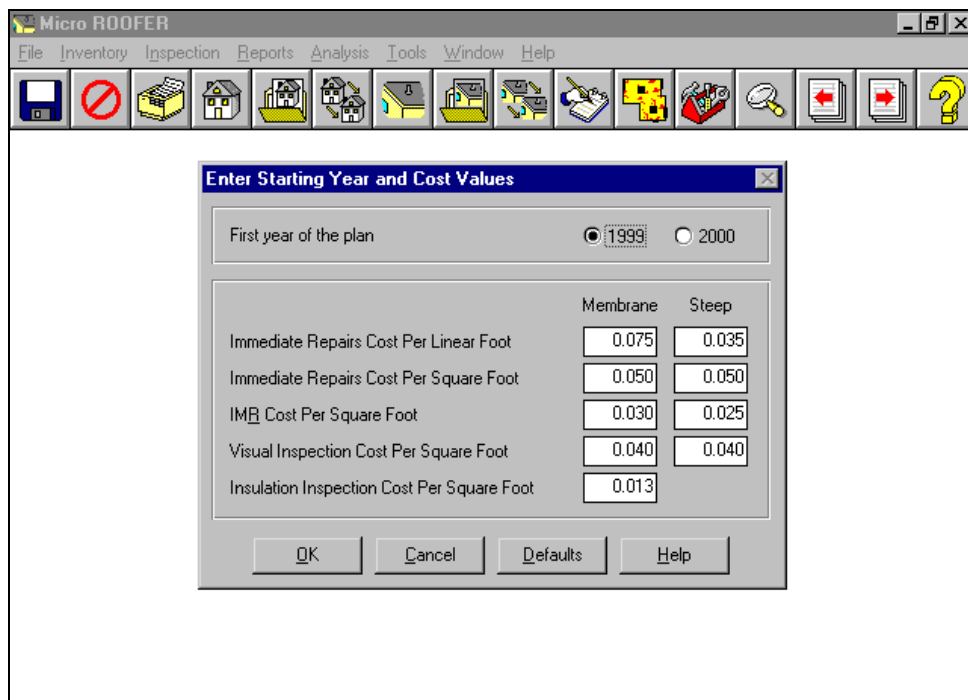 Micro ROOFER
File Inventory Inspection Reports Analysis Tools Window Help
Enter Starting Year and Cost Values
First year of the plan 1999 2000
Membrane Steep
Immediate Repairs Cost Per Linear Foot 0.075 0.035
Immediate Repairs Cost Per Square Foot 0.050 0.050
IMR Cost Per Square Foot 0.030 0.025
Visual Inspection Cost Per Square Foot 0.040 0.040
Insulation Inspection Cost Per Square Foot 0.013
OK Cancel Defaults Help